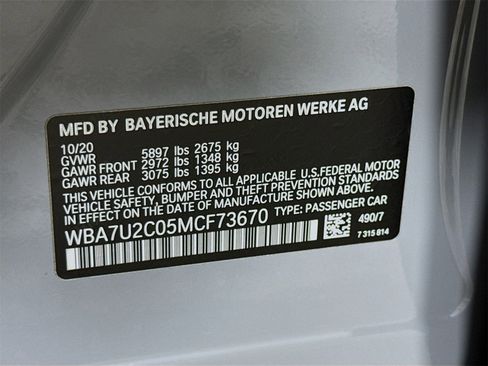 MFD BY BAYERISCHE MOTOREN WERKE AG
10/20
GVWR 5897 lbs 2675 kg
GAWR FRONT 2972 lbs 1348 kg
GAWR REAR 3075 lbs 1395 kg
THIS VEHICLE CONFORMS TO ALL APPLICABLE U.S.FEDERAL MOTOR
VEHICLE SAFETY, BUMPER, AND THEFT PREVENTION STANDARDS
IN EFFECT ON THE DATE OF MANUFACTURE SHOWN ABOVE.
WBA7U2C05MCF73670 TYPE: PASSENGER CAR
490/7
7 315 814